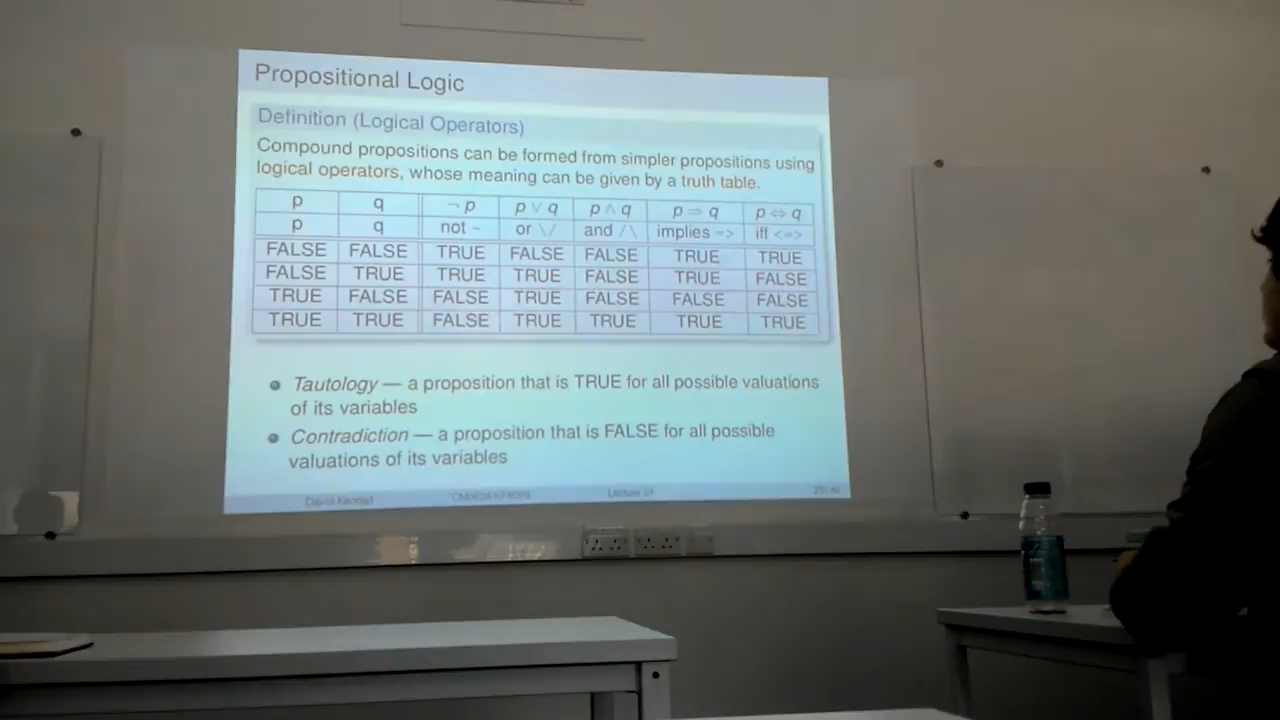 Propositional Logic
Definition (Logical Operators)
Compound propositions can be formed from simpler propositions using
logical operators, whose meaning can be given by a truth table.
p q ¬p p ∨ q p ∧ q p ⇒ q p ⇔ q
p q not ~ or \/ and /\ implies => iff <=>
FALSE FALSE TRUE FALSE FALSE TRUE TRUE
FALSE TRUE TRUE TRUE FALSE TRUE FALSE
TRUE FALSE FALSE TRUE FALSE FALSE FALSE
TRUE TRUE FALSE TRUE TRUE TRUE TRUE
Tautology — a proposition that is TRUE for all possible valuations
of its variables
Contradiction — a proposition that is FALSE for all possible
valuations of its variables
David Kendall Lecture